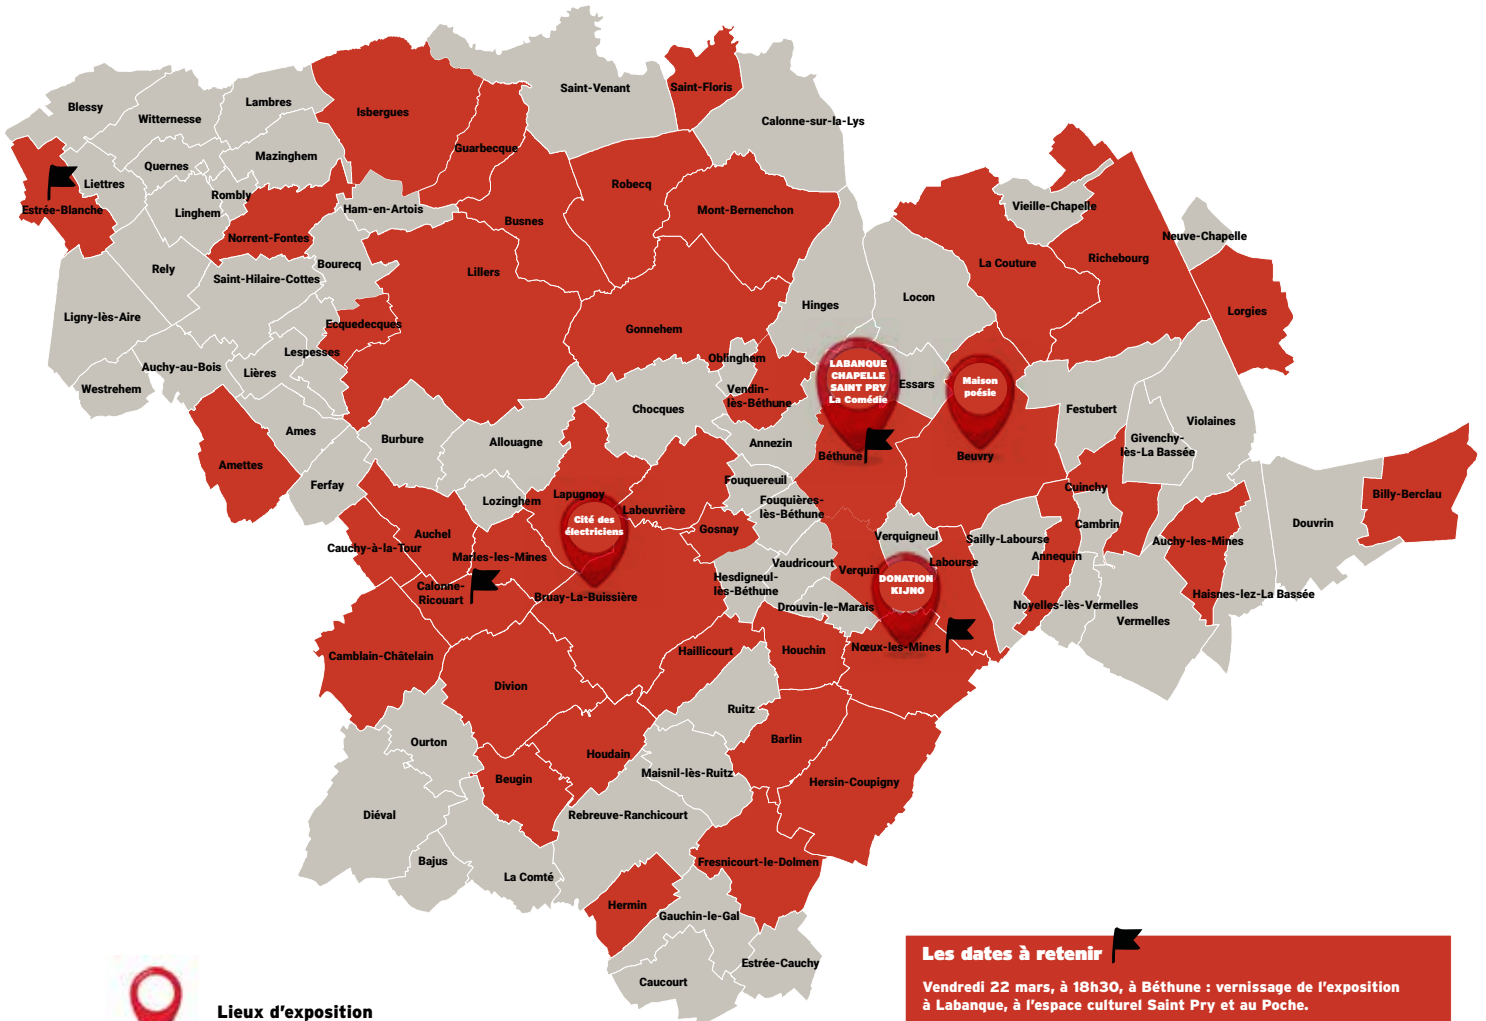 Saint-Venant
Saint-Floris
Blessy
Lambres
Isbergues
Witternesse
Calonne-sur-la-Lys
Guarbecque
Mazinghem
Quernes
Liettres
Robecq
Rombly
Estrée-Blanche
Linghem
Ham-en-Artois
Mont-Bernenchon
Vieille-Chapelle
Busnes
Norrent-Fontes
Neuve-Chapelle
Bourecq
Richebourg
La Couture
Rely
Lillers
Saint-Hilaire-Cottes
Locon
Hinges
Lorgies
Ligny-lès-Aire
Ecquedecques
Gonnehem
Lespesses
Oblinghem
Auchy-au-Bois
Lières
LABANQUE
CHAPELLE
SAINT PRY
La Comédie
Essars
Maison
poésie
Westrehem
Vendin-
lès-Béthune
Chocques
Festubert
Violaines
Ames
Burbure
Allouagne
Annezin
Givenchy-
lès-La Bassée
Béthune
Beuvry
Amettes
Ferfay
Fouquereuil
Cuinchy
Lapugnoy
Billy-Berclau
Lozinghem
Fouquières-
lès-Béthune
Labeuvrière
Cité des
électriciens
Gosnay
Cambrin
Douvrin
Auchel
Verquigneul
Sailly-Labourse
Auchy-les-Mines
Cauchy-à-la-Tour
Marles-les-Mines
Annequin
Vaudricourt
Labourse
Verquin
Hesdigneul-
lès-Béthune
DONATION
KIJNO
Calonne-
Ricouart
Bruay-La-Buissière
Haisnes-lez-La Bassée
Drouvin-le-Marais
Noyelles-lès-Vermelles
Vermelles
Camblain-Châtelain
Haillicourt
Houchin
Nœux-les-Mines
Divion
Ruitz
Ourton
Barlin
Houdain
Maisnil-lès-Ruitz
Beugin
Hersin-Coupigny
Diéval
Rebreuve-Ranchicourt
Bajus
Fresnicourt-le-Dolmen
La Comté
Hermin
Gauchin-le-Gal
Estrée-Cauchy
Caucourt
Lieux d'exposition
Les dates à retenir
Vendredi 22 mars, à 18h30, à Béthune : vernissage de l'exposition
à Labanque, à l'espace culturel Saint Pry et au Poche.